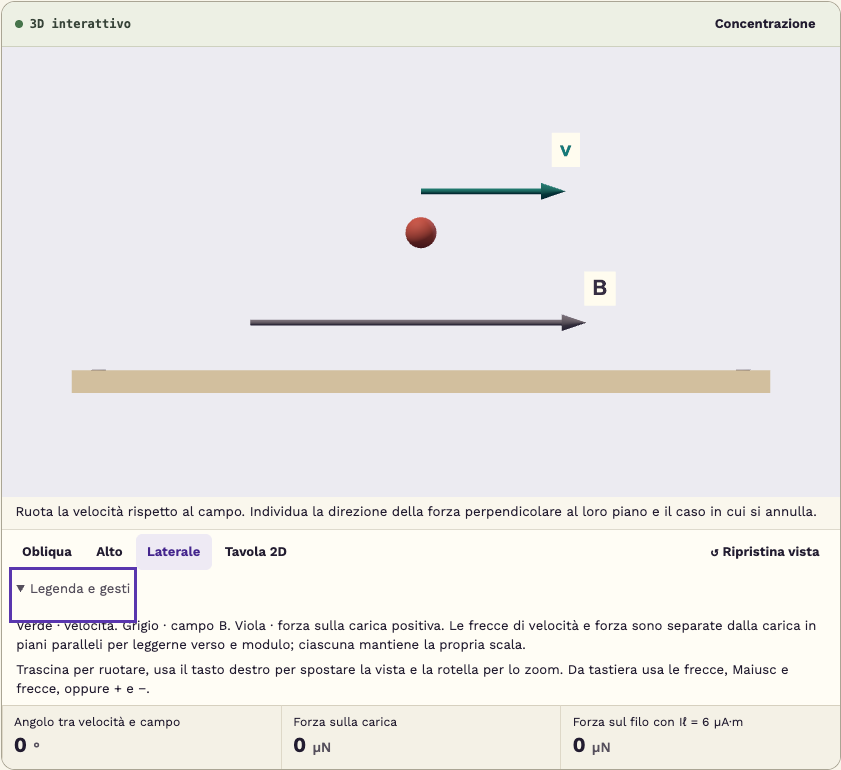 3D interattivo
Concentrazione
v
B
Ruota la velocità rispetto al campo. Individua la direzione della forza perpendicolare al loro piano e il caso in cui si annulla.
Obliqua Alto Laterale Tavola 2D ↺ Ripristina vista
▼ Legenda e gesti
Verde · velocità. Grigio · campo B. Viola · forza sulla carica positiva. Le frecce di velocità e forza sono separate dalla carica in
piani paralleli per leggerne verso e modulo; ciascuna mantiene la propria scala.
Trascina per ruotare, usa il tasto destro per spostare la vista e la rotella per lo zoom. Da tastiera usa le frecce, Maiusc e
frecce, oppure + e −.
Angolo tra velocità e campo
0 °
Forza sulla carica
0 µN
Forza sul filo con Iℓ = 6 µA·m
0 µN